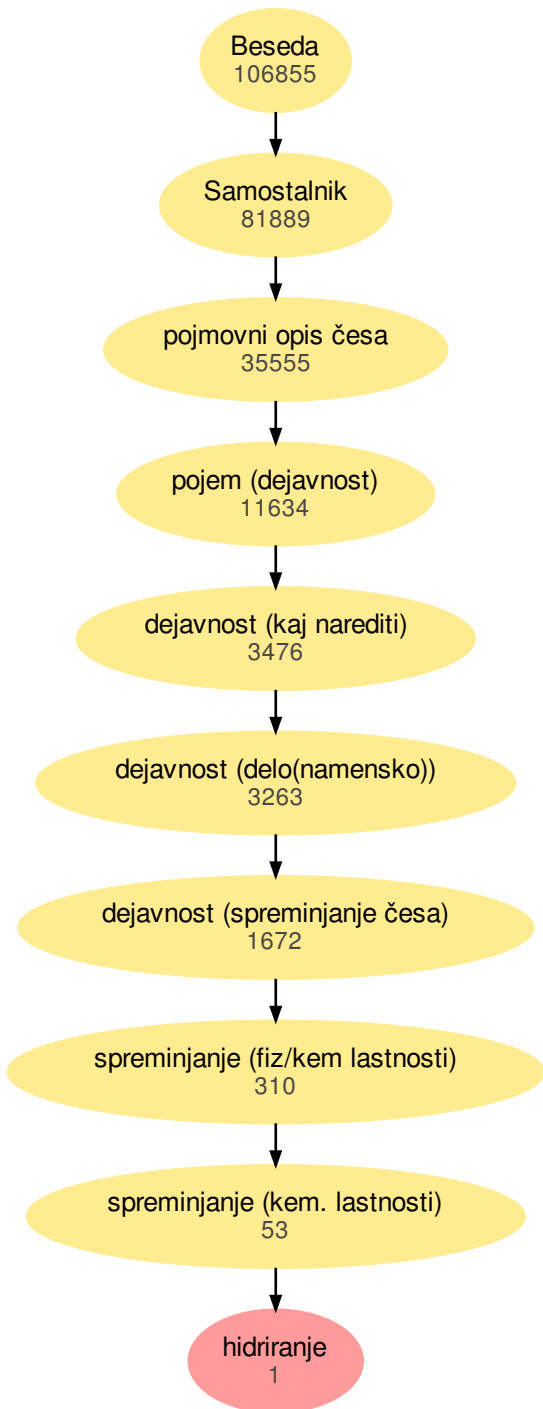 Beseda
106855
Samostalnik
81889
pojmovni opis česa
35555
pojem (dejavnost)
11634
dejavnost (kaj narediti)
3476
dejavnost (delo(namensko))
3263
dejavnost (spreminjanje česa)
1672
spreminjanje (fiz/kem lastnosti)
310
spreminjanje (kem. lastnosti)
53
hidriranje
1